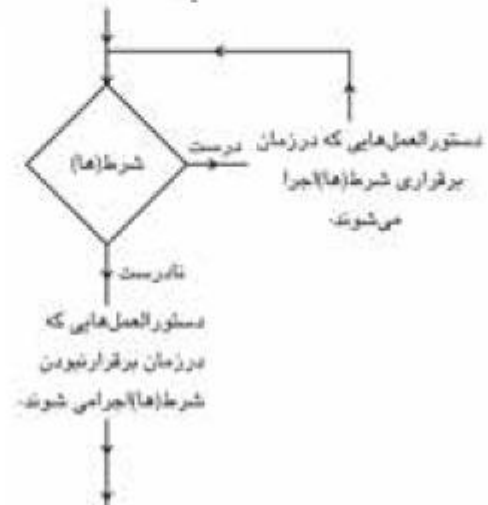 شرط(ها)
درست
دستورالعمل‌هایی که درزمان
برقراری شرط(ها)اجرا
می‌شوند.
نادرست
دستورالعمل‌هایی که
درزمان برقرارنبودن
شرط(ها)اجرامی شوند.